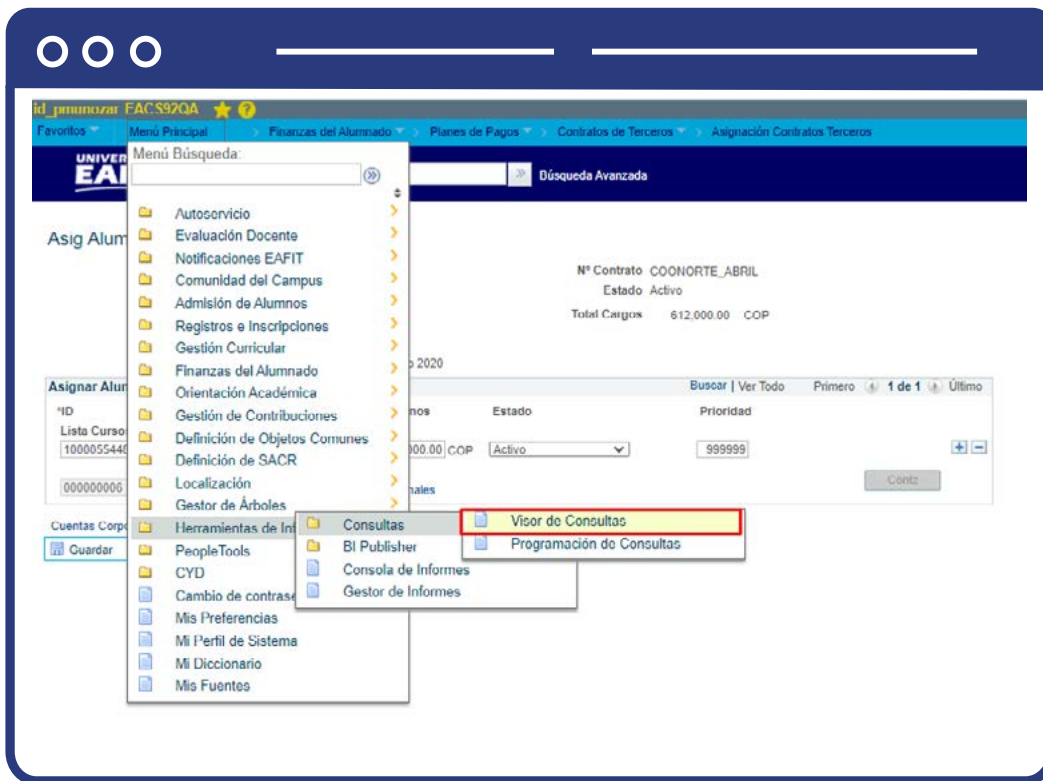 id_pmunozar EACS92QA
Favoritos Menú Principal Finanzas del Alumnado Planes de Pagos Contratos de Terceros Asignación Contratos Terceros
Menú Búsqueda:
Búsqueda Avanzada
Asig Alum
Nº Contrato COONORTE_ABRIL
Estado Activo
Total Cargos 612,000.00 COP
2020
Autoservicio
Evaluación Docente
Notificaciones EAFIT
Comunidad del Campus
Admisión de Alumnos
Registros e Inscripciones
Gestión Curricular
Finanzas del Alumnado
Orientación Académica
Gestión de Contribuciones
Definición de Objetos Comunes
Definición de SACR
Localización
Gestor de Árboles
Herramientas de Inf
PeopleTools
CYD
Cambio de contrase
Mis Preferencias
Mi Perfil de Sistema
Mi Diccionario
Mis Fuentes
Consultas
BI Publisher
Consola de Informes
Gestor de Informes
Visor de Consultas
Programación de Consultas
Asignar Alum
Buscar | Ver Todo Primero 1 de 1 Último
*ID
nos Estado Prioridad
Lista Curso
1000055448
000.00 COP Activo 999999
000000006
nales
Contz
Cuentas Corpo
Guardar